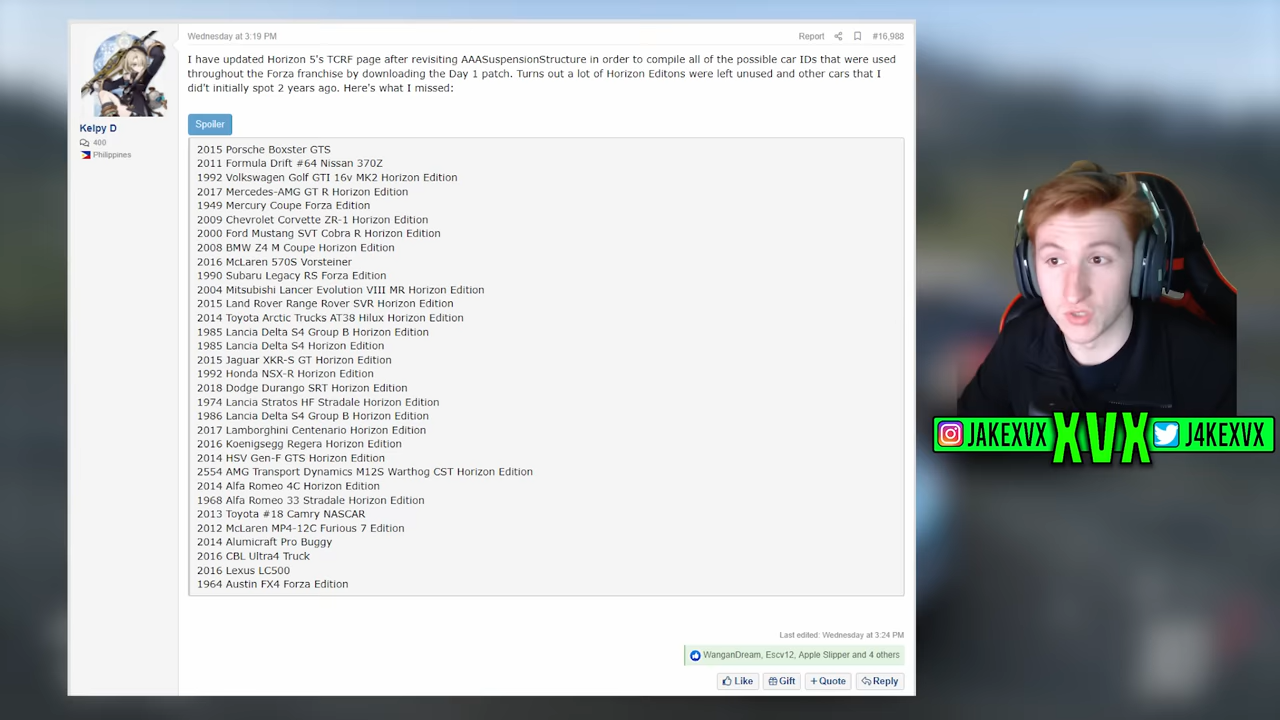 Wednesday at 3:19 PM
Report
#16,988
I have updated Horizon 5's TCRF page after revisiting AAASuspensionStructure in order to compile all of the possible car IDs that were used
throughout the Forza franchise by downloading the Day 1 patch. Turns out a lot of Horizon Editons were left unused and other cars that I
didn't initially spot 2 years ago. Here's what I missed:
Kelpy D
400
Philippines
Spoiler
2015 Porsche Boxster GTS
2011 Formula Drift #64 Nissan 370Z
1992 Volkswagen Golf GTI 16v MK2 Horizon Edition
2017 Mercedes-AMG GT R Horizon Edition
1949 Mercury Coupe Forza Edition
2009 Chevrolet Corvette ZR-1 Horizon Edition
2000 Ford Mustang SVT Cobra R Horizon Edition
2008 BMW Z4 M Coupe Horizon Edition
2016 McLaren 570S Vorsteiner
1990 Subaru Legacy RS Forza Edition
2004 Mitsubishi Lancer Evolution VIII MR Horizon Edition
2015 Land Rover Range Rover SVR Horizon Edition
2014 Toyota Arctic Trucks AT38 Hilux Horizon Edition
1985 Lancia Delta S4 Group B Horizon Edition
1985 Lancia Delta S4 Horizon Edition
2015 Jaguar XKR-S GT Horizon Edition
1992 Honda NSX-R Horizon Edition
2018 Dodge Durango SRT Horizon Edition
1974 Lancia Stratos HF Stradale Horizon Edition
1986 Lancia Delta S4 Group B Horizon Edition
2017 Lamborghini Centenario Horizon Edition
2016 Koenigsegg Regera Horizon Edition
2014 HSV Gen-F GTS Horizon Edition
2554 AMG Transport Dynamics M12S Warthog CST Horizon Edition
2014 Alfa Romeo 4C Horizon Edition
1968 Alfa Romeo 33 Stradale Horizon Edition
2013 Toyota #18 Camry NASCAR
2012 McLaren MP4-12C Furious 7 Edition
2014 Alumicraft Pro Buggy
2016 CBL Ultra4 Truck
2016 Lexus LC500
1964 Austin FX4 Forza Edition
Last edited: Wednesday at 3:24 PM
WanganDream, Escv12, Apple Slipper and 4 others
Like
Gift
+ Quote
Reply
JAKEXVX
XVX
J4KEXVX